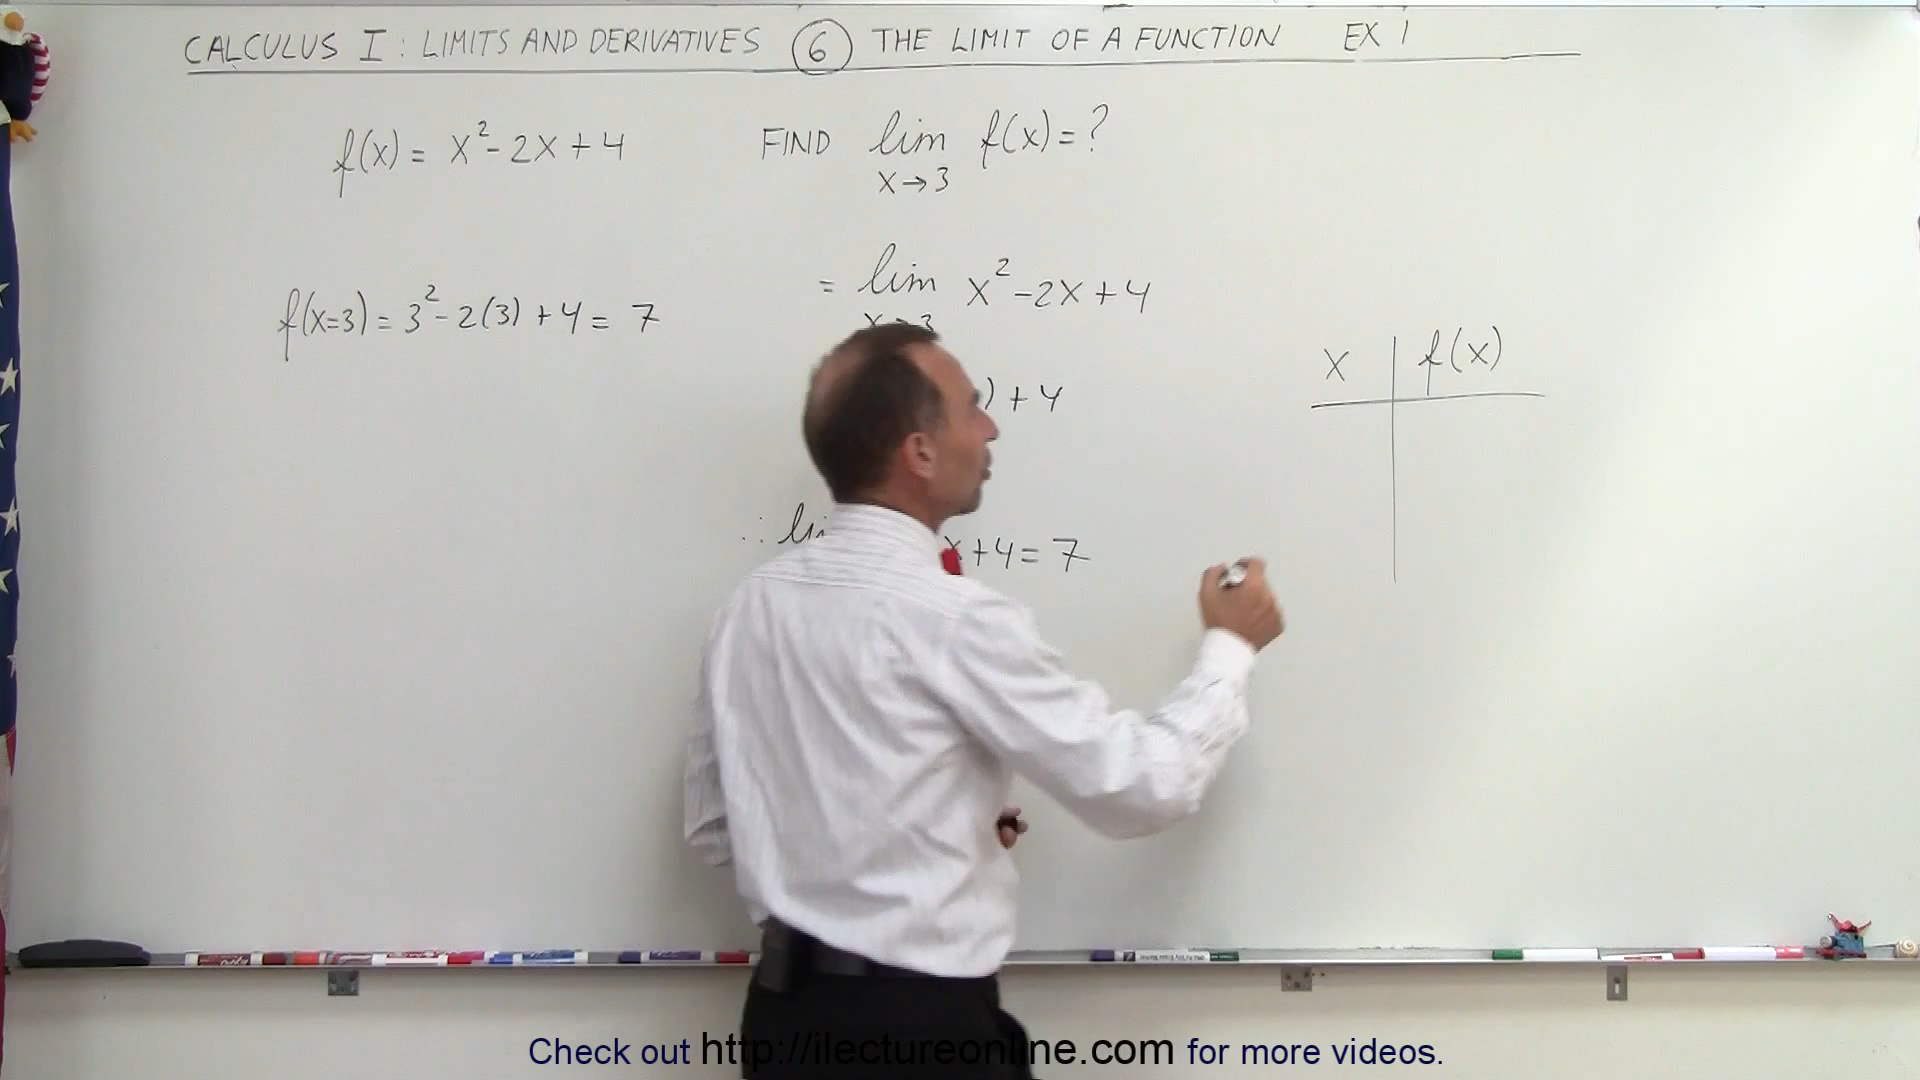 CALCULUS I: LIMITS AND DERIVATIVES ⑥ THE LIMIT OF A FUNCTION EX 1
f(x) = x² - 2x + 4
FIND lim f(x) = ?
x→3
f(x=3) = 3² - 2(3) + 4 = 7
= lim x² - 2x + 4
x→3
) + 4
∴ lim
x + 4 = 7
x | f(x)
Check out http://ilectureonline.com for more videos.